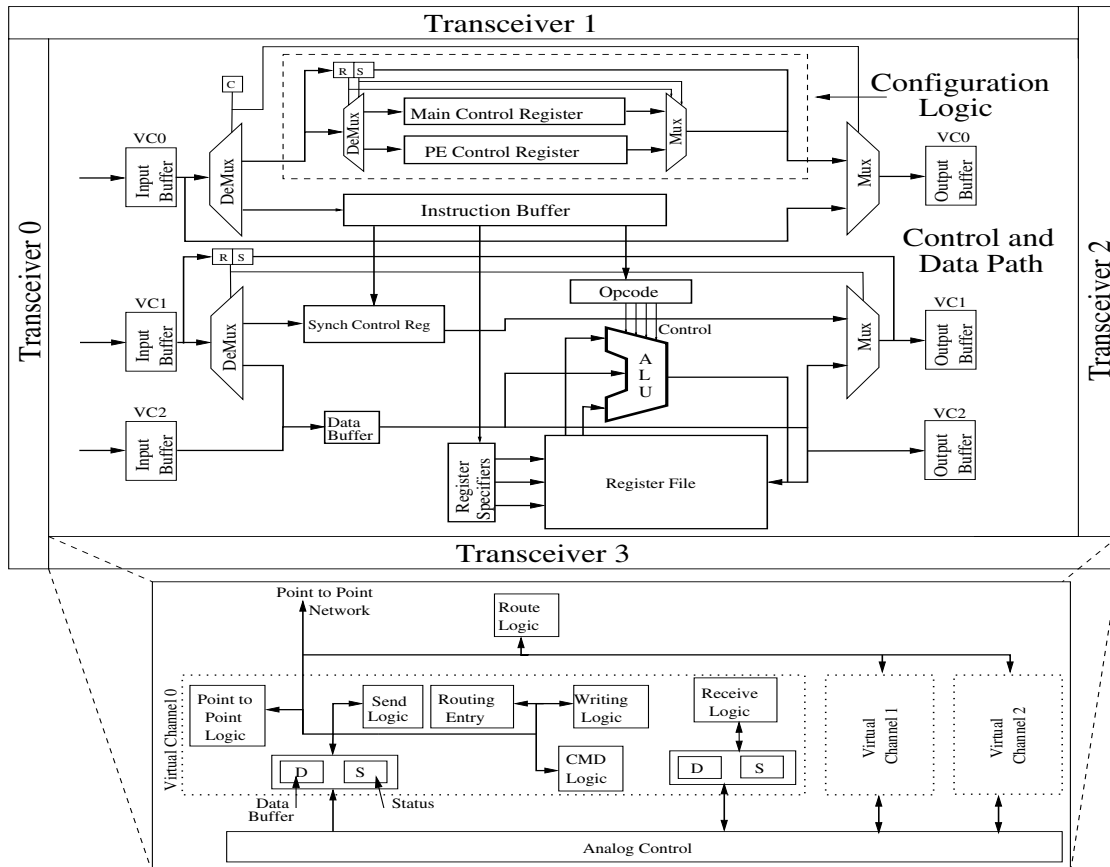 Transceiver 1
Transceiver 0
Transceiver 2
Transceiver 3
C
R S
Configuration
Logic
Main Control Register
PE Control Register
DeMux
Mux
VC0
Input
Buffer
DeMux
Instruction Buffer
Mux
VC0
Output
Buffer
Control and
Data Path
R S
VC1
Input
Buffer
DeMux
Synch Control Reg
Opcode
Control
A
L
U
Mux
VC1
Output
Buffer
VC2
Input
Buffer
Data
Buffer
Register
Specifiers
Register File
VC2
Output
Buffer
Point to Point
Network
Route
Logic
Virtual Channel 0
Point to
Point
Logic
Send
Logic
Routing
Entry
Writing
Logic
CMD
Logic
Receive
Logic
D S
Data
Buffer
Status
D S
Virtual
Channel 1
Virtual
Channel 2
Analog Control